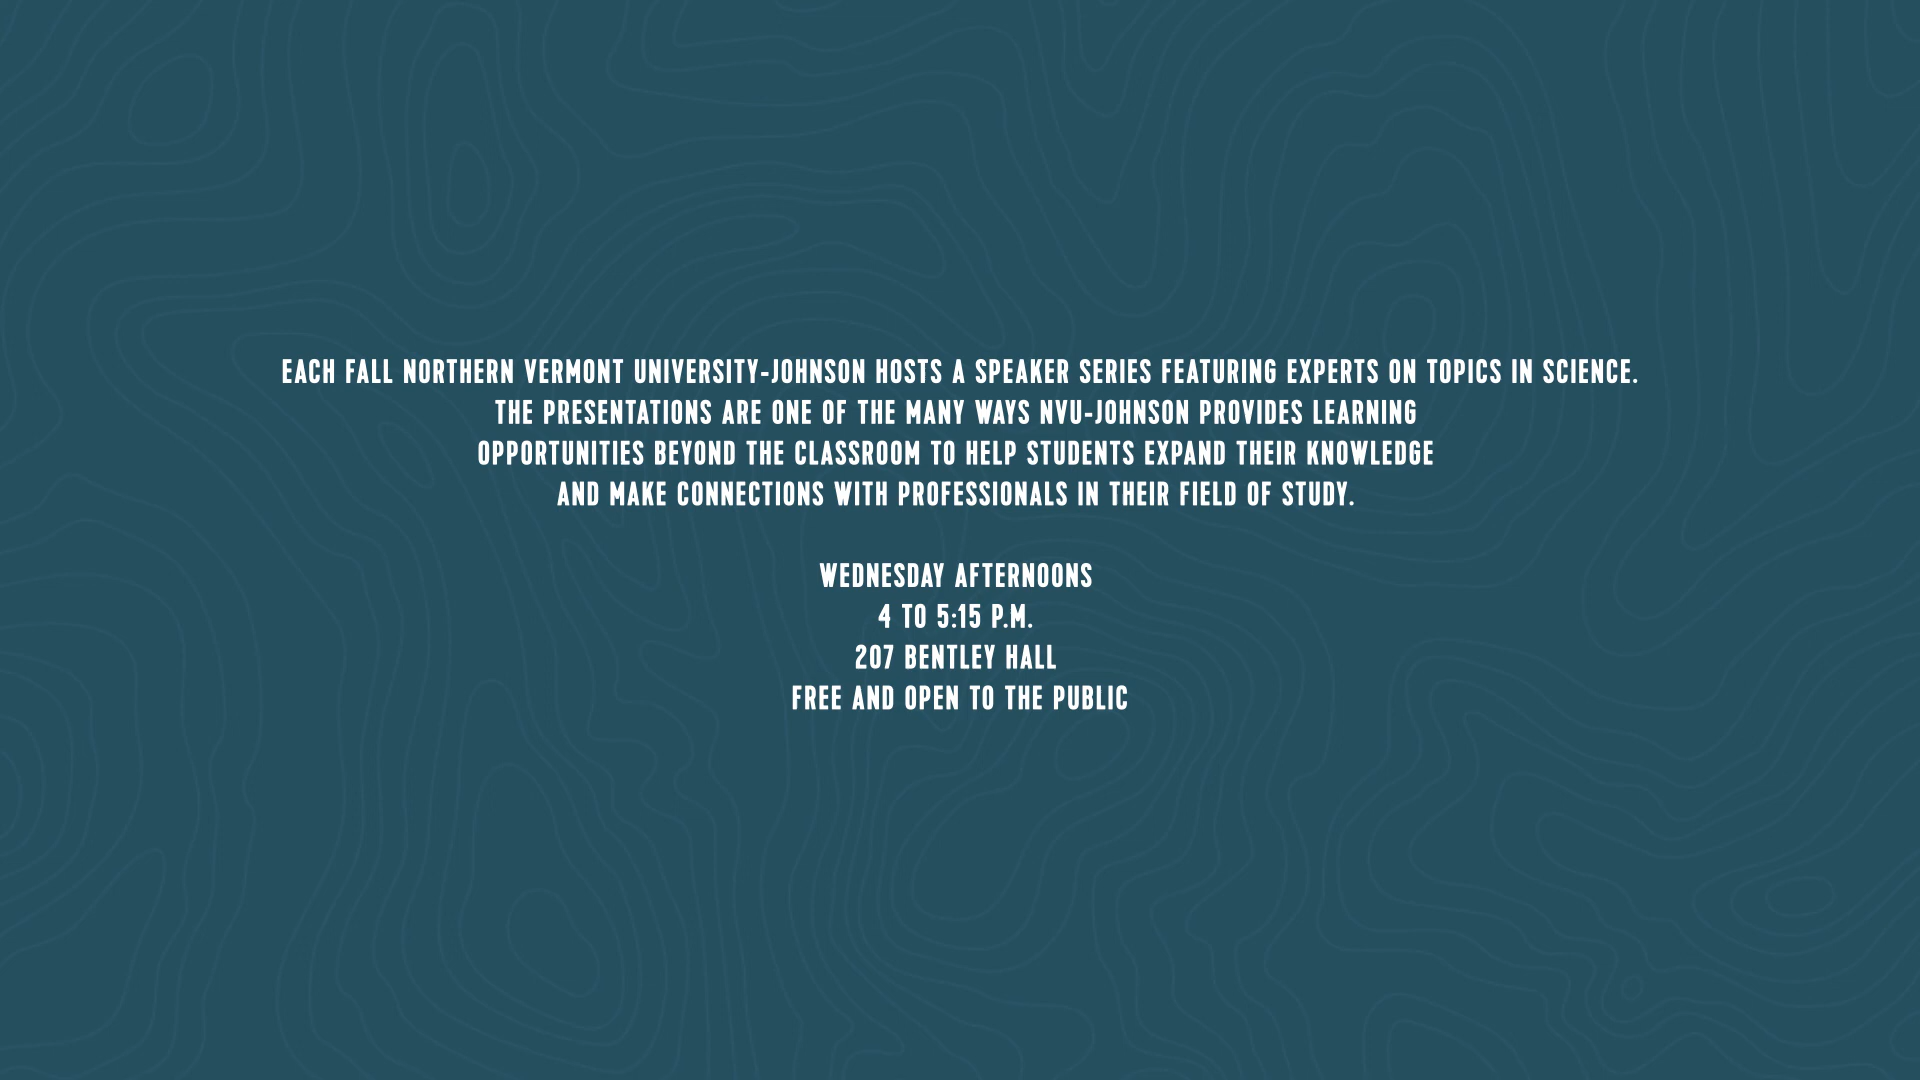 EACH FALL NORTHERN VERMONT UNIVERSITY-JOHNSON HOSTS A SPEAKER SERIES FEATURING EXPERTS ON TOPICS IN SCIENCE.
THE PRESENTATIONS ARE ONE OF THE MANY WAYS NVU-JOHNSON PROVIDES LEARNING
OPPORTUNITIES BEYOND THE CLASSROOM TO HELP STUDENTS EXPAND THEIR KNOWLEDGE
AND MAKE CONNECTIONS WITH PROFESSIONALS IN THEIR FIELD OF STUDY.
WEDNESDAY AFTERNOONS
4 TO 5:15 P.M.
207 BENTLEY HALL
FREE AND OPEN TO THE PUBLIC